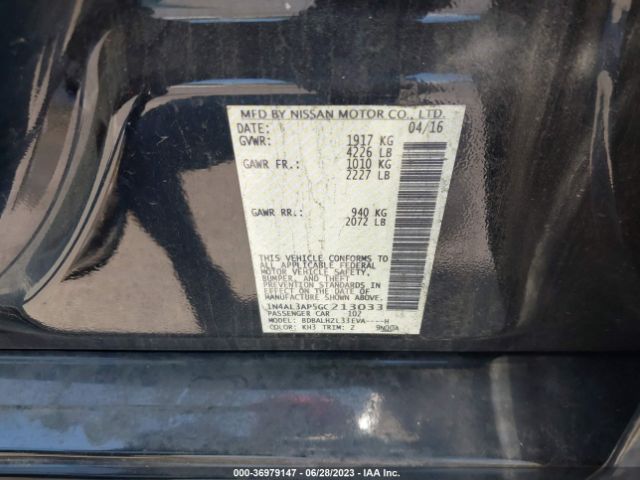 MFD BY NISSAN MOTOR CO., LTD.
DATE: 04/16
GVWR: 1917 KG
4226 LB
GAWR FR.: 1010 KG
2227 LB
GAWR RR.: 940 KG
2072 LB
THIS VEHICLE CONFORMS TO
ALL APPLICABLE FEDERAL
MOTOR VEHICLE SAFETY,
BUMPER, AND THEFT
PREVENTION STANDARDS IN
EFFECT ON THE DATE OF
MANUFACTURE SHOWN ABOVE.
1N4AL3AP5GC213033
PASSENGER CAR 102
MODEL: BDBALHZL33EVA----H
COLOR: KH3 TRIM: 2
000-36979147 - 06/28/2023 - IAA Inc.